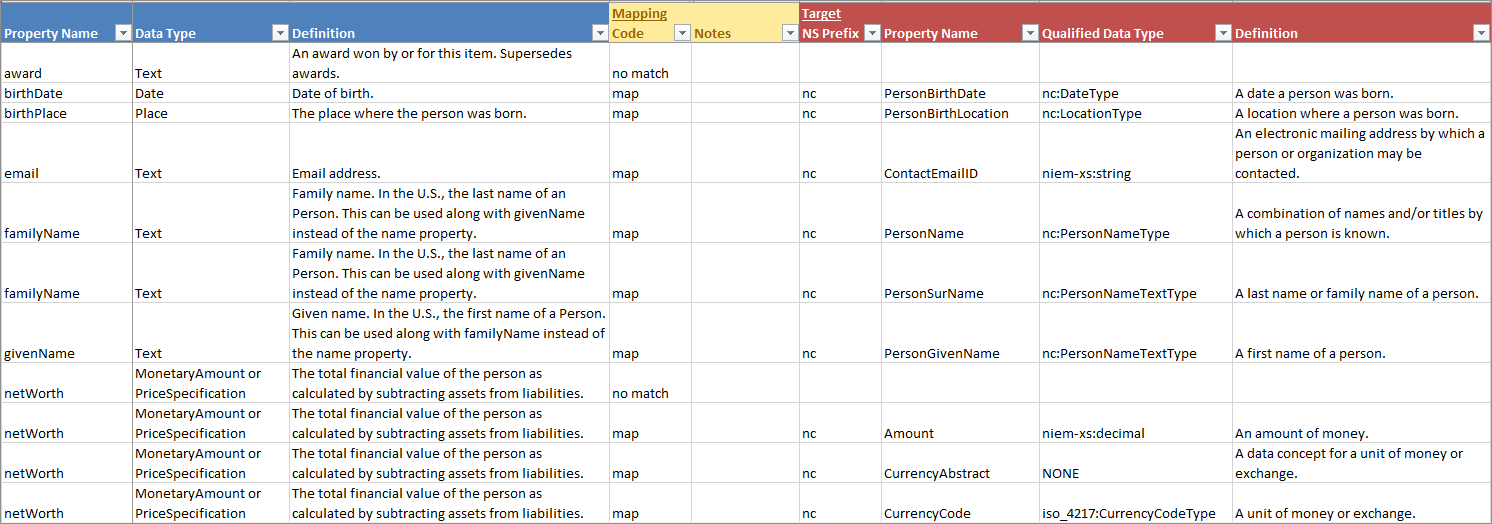 Mapping Target
Property Name Data Type Definition Code Notes NS Prefix Property Name Qualified Data Type Definition
An award won by or for this item. Supersedes
award Text awards. no match
birthDate Date Date of birth. map nc PersonBirthDate nc:DateType A date a person was born.
birthPlace Place The place where the person was born. map nc PersonBirthLocation nc:LocationType A location where a person was born.
An electronic mailing address by which a
person or organization may be
email Text Email address. map nc ContactEmailID niem-xs:string contacted.
Family name. In the U.S., the last name of an
Person. This can be used along with givenName A combination of names and/or titles by
familyName Text instead of the name property. map nc PersonName nc:PersonNameType which a person is known.
Family name. In the U.S., the last name of an
Person. This can be used along with givenName
familyName Text instead of the name property. map nc PersonSurName nc:PersonNameTextType A last name or family name of a person.
Given name. In the U.S., the first name of a Person.
This can be used along with familyName instead of
givenName Text the name property. map nc PersonGivenName nc:PersonNameTextType A first name of a person.
MonetaryAmount or The total financial value of the person as
netWorth PriceSpecification calculated by subtracting assets from liabilities. no match
MonetaryAmount or The total financial value of the person as
netWorth PriceSpecification calculated by subtracting assets from liabilities. map nc Amount niem-xs:decimal An amount of money.
MonetaryAmount or The total financial value of the person as A data concept for a unit of money or
netWorth PriceSpecification calculated by subtracting assets from liabilities. map nc CurrencyAbstract NONE exchange.
MonetaryAmount or The total financial value of the person as
netWorth PriceSpecification calculated by subtracting assets from liabilities. map nc CurrencyCode iso_4217:CurrencyCodeType A unit of money or exchange.